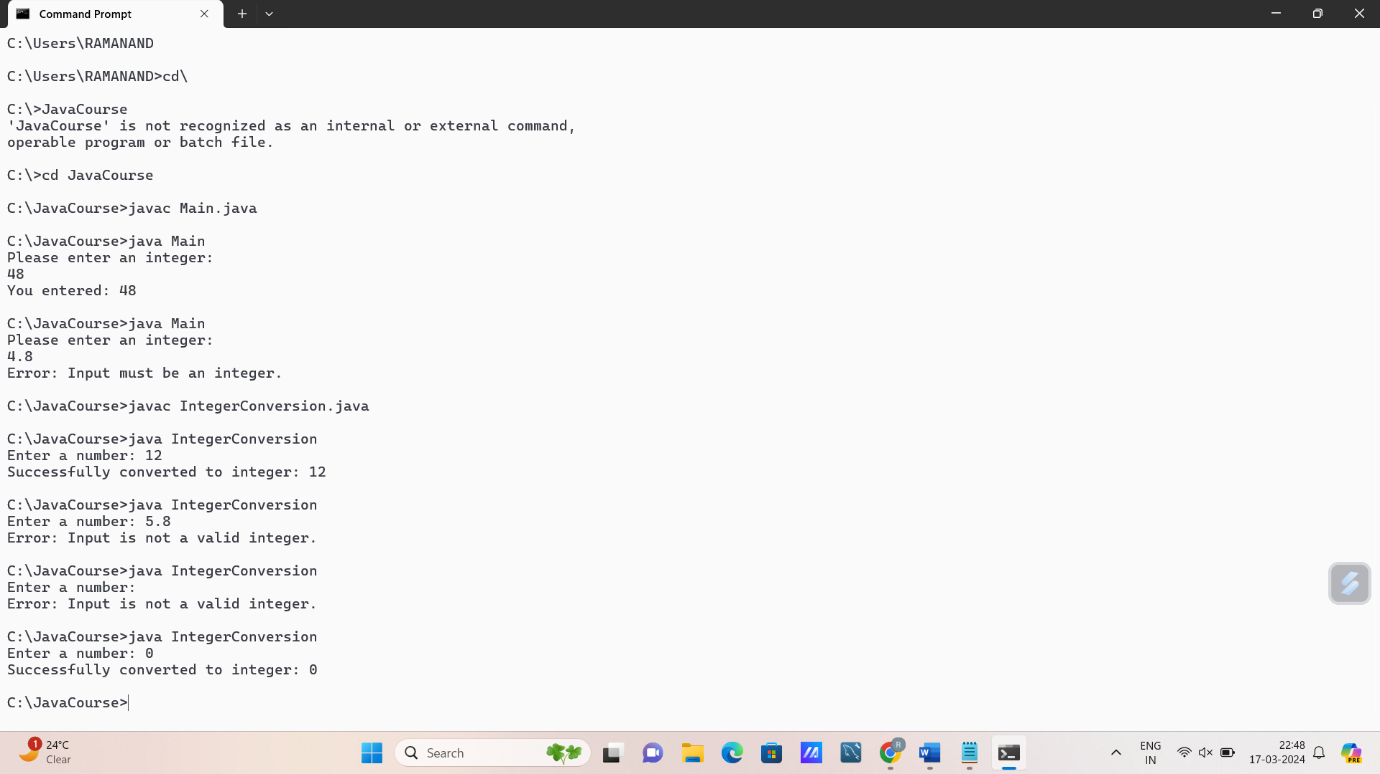 Command Prompt
C:\Users\RAMANAND
C:\Users\RAMANAND>cd\
C:\>JavaCourse
'JavaCourse' is not recognized as an internal or external command,
operable program or batch file.
C:\>cd JavaCourse
C:\JavaCourse>javac Main.java
C:\JavaCourse>java Main
Please enter an integer:
48
You entered: 48
C:\JavaCourse>java Main
Please enter an integer:
4.8
Error: Input must be an integer.
C:\JavaCourse>javac IntegerConversion.java
C:\JavaCourse>java IntegerConversion
Enter a number: 12
Successfully converted to integer: 12
C:\JavaCourse>java IntegerConversion
Enter a number: 5.8
Error: Input is not a valid integer.
C:\JavaCourse>java IntegerConversion
Enter a number:
Error: Input is not a valid integer.
C:\JavaCourse>java IntegerConversion
Enter a number: 0
Successfully converted to integer: 0
C:\JavaCourse>
1
24°C
Clear
Search
R
W
PRE
ENG
IN
22:48
17-03-2024